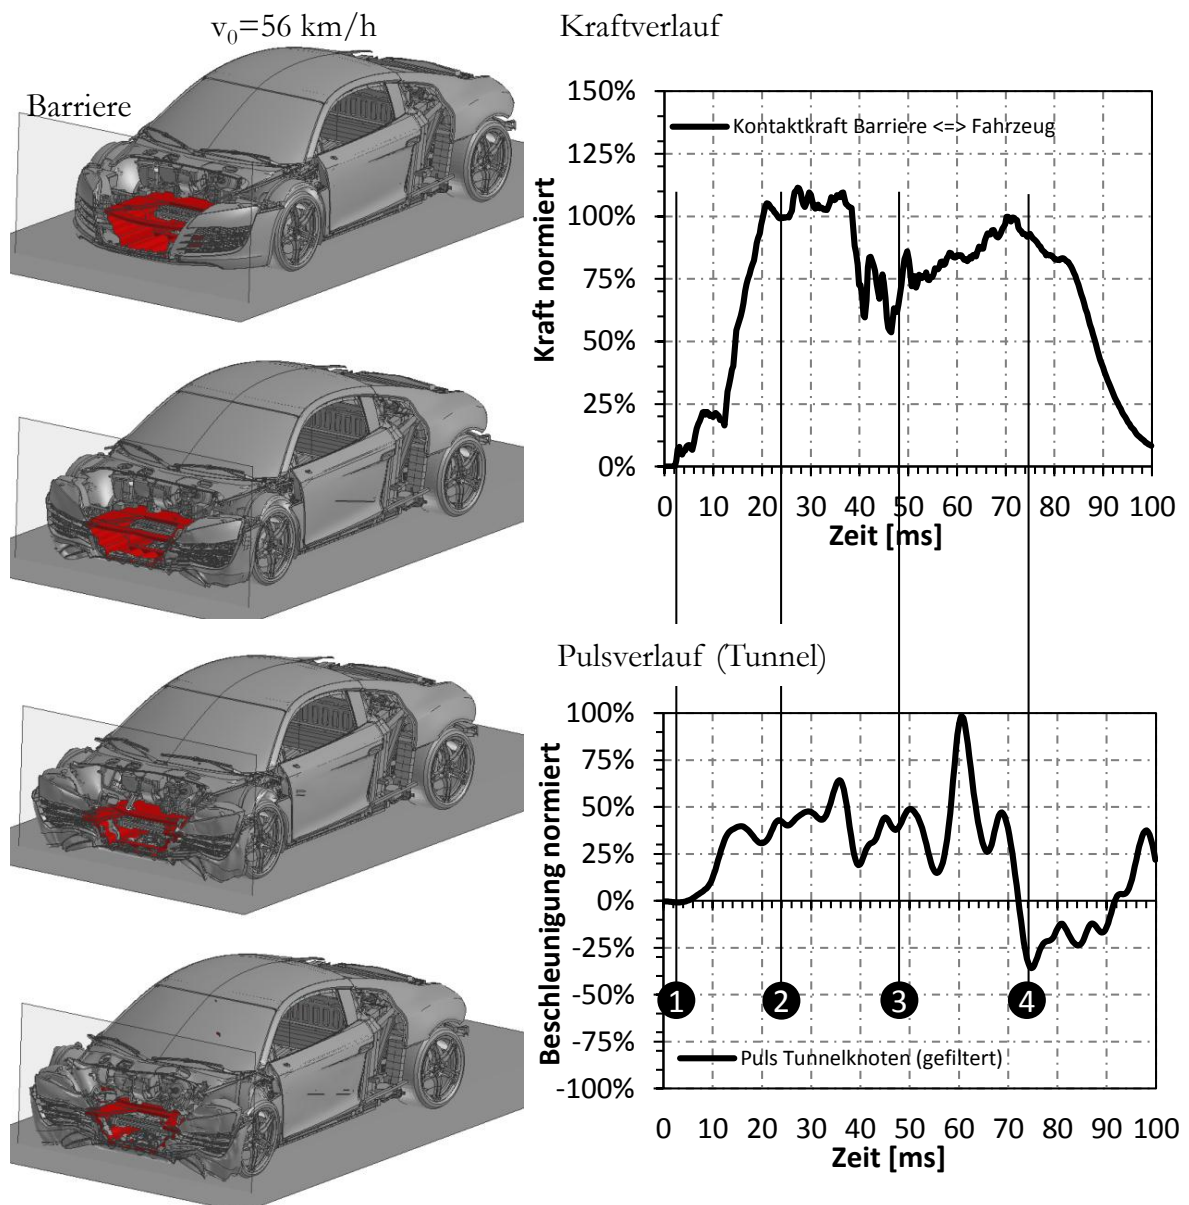 v0=56 km/h
Barriere
Kraftverlauf
Kontaktkraft Barriere <=> Fahrzeug
Kraft normiert
150%
125%
100%
75%
50%
25%
0%
0 10 20 30 40 50 60 70 80 90 100
Zeit [ms]
Pulsverlauf (Tunnel)
Beschleunigung normiert
100%
75%
50%
25%
0%
-25%
-50%
-75%
-100%
1 2 3 4
Puls Tunnelknoten (gefiltert)
0 10 20 30 40 50 60 70 80 90 100
Zeit [ms]